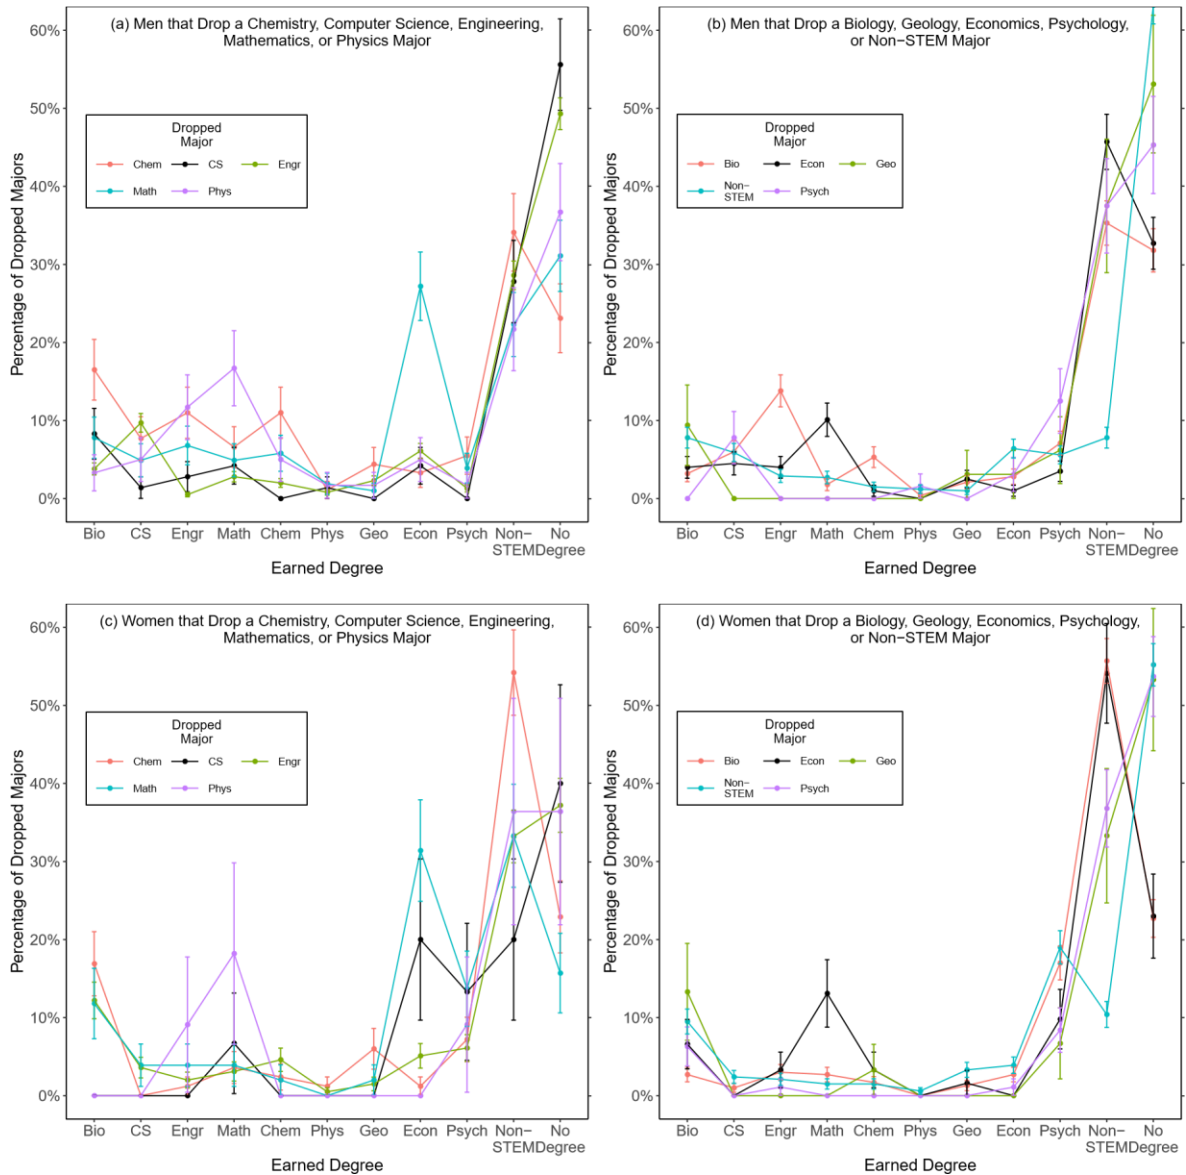 (a) Men that Drop a Chemistry, Computer Science, Engineering,
Mathematics, or Physics Major
Percentage of Dropped Majors
60%
50%
40%
30%
20%
10%
0%
Dropped
Major
Chem CS Engr
Math Phys
Bio CS Engr Math Chem Phys Geo Econ Psych Non− No
STEM Degree
Earned Degree
(b) Men that Drop a Biology, Geology, Economics, Psychology,
or Non−STEM Major
Percentage of Dropped Majors
60%
50%
40%
30%
20%
10%
0%
Dropped
Major
Bio Econ Geo
Non− Psych
STEM
Bio CS Engr Math Chem Phys Geo Econ Psych Non− No
STEM Degree
Earned Degree
(c) Women that Drop a Chemistry, Computer Science, Engineering,
Mathematics, or Physics Major
Percentage of Dropped Majors
60%
50%
40%
30%
20%
10%
0%
Dropped
Major
Chem CS Engr
Math Phys
Bio CS Engr Math Chem Phys Geo Econ Psych Non− No
STEM Degree
Earned Degree
(d) Women that Drop a Biology, Geology, Economics, Psychology,
or Non−STEM Major
Percentage of Dropped Majors
60%
50%
40%
30%
20%
10%
0%
Dropped
Major
Bio Econ Geo
Non− Psych
STEM
Bio CS Engr Math Chem Phys Geo Econ Psych Non− No
STEM Degree
Earned Degree